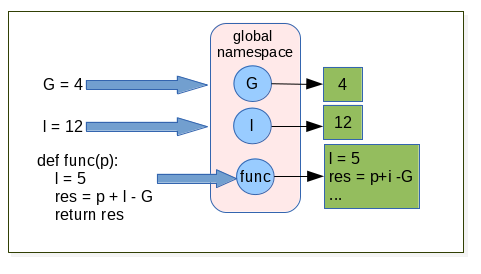 global
namespace
G = 4
G
4
I = 12
I
12
def func(p):
I = 5
res = p + I - G
return res
func
I = 5
res = p+i -G
...